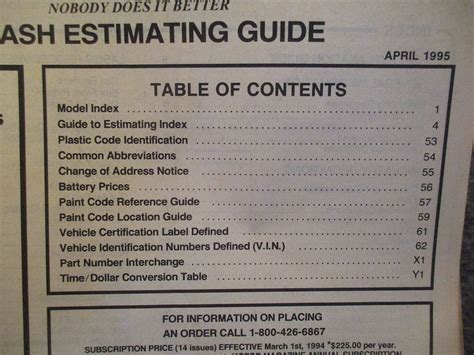 NOBODY DOES IT BETTER
ASH ESTIMATING GUIDE
APRIL 1995
TABLE OF CONTENTS
Model Index 1
Guide to Estimating Index 4
Plastic Code Identification 53
Common Abbreviations 54
Change of Address Notice 55
Battery Prices 56
Paint Code Reference Guide 57
Paint Code Location Guide 59
Vehicle Certification Label Defined 61
Vehicle Identification Numbers Defined (V.I.N.) 62
Part Number Interchange X1
Time/Dollar Conversion Table Y1
FOR INFORMATION ON PLACING
AN ORDER CALL 1-800-426-6867
SUBSCRIPTION PRICE (14 issues) EFFECTIVE March 1st, 1994 *$225.00 per year.
MAGAZINE ANNUAL SUBSCRIPTION